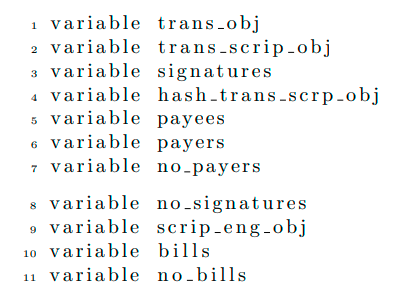 1 variable trans_obj
2 variable trans_scrip_obj
3 variable signatures
4 variable hash_trans_scrp_obj
5 variable payees
6 variable payers
7 variable no_payers
8 variable no_signatures
9 variable scrip_eng_obj
10 variable bills
11 variable no_bills